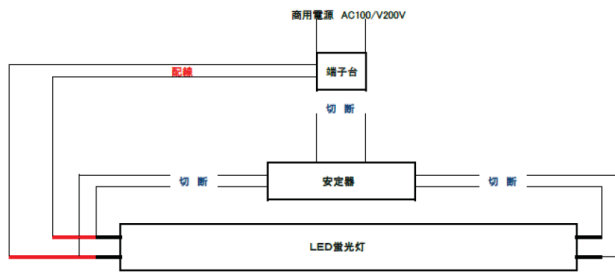 商用電源 AC100/V200V
配線
端子台
切 断
切 断
安定器
切 断
LED蛍光灯